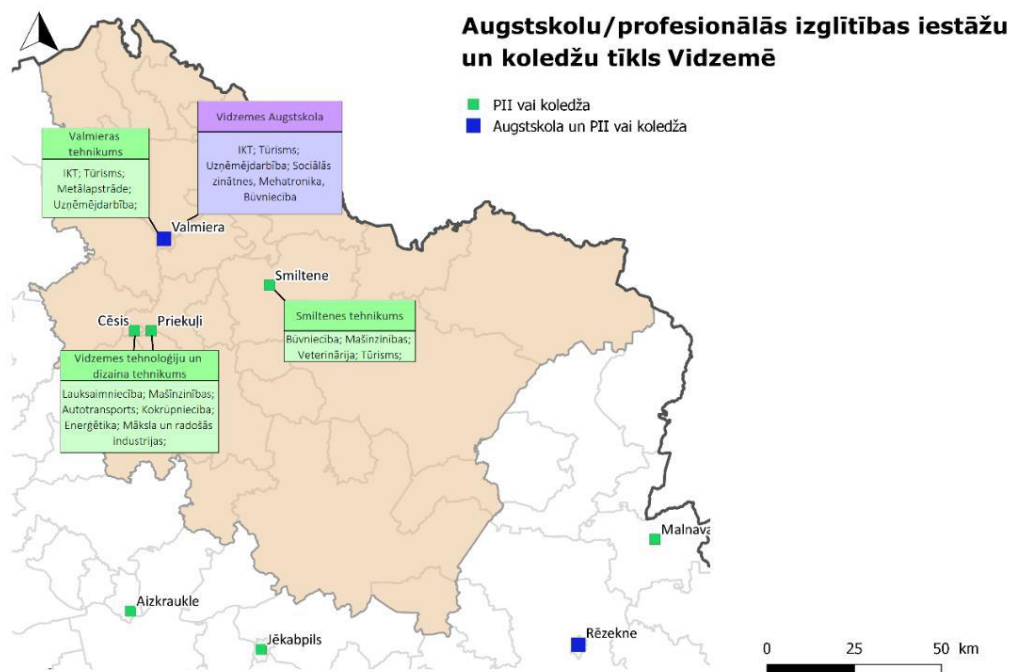 Augstskolu/profesionālās izglītības iestāžu
un koledžu tīkls Vidzemē
PII vai koledža
Augstskola un PII vai koledža
Vidzemes Augstskola
IKT; Tūrisms;
Uzņēmējdarbība; Sociālās
zinātnes, Mehatronika,
Būvniecība
Valmieras
tehnikums
IKT; Tūrisms;
Metālapstrāde;
Uzņēmējdarbība;
Valmiera
Smiltene
Smiltenes tehnikums
Būvniecība; Mašīnzinības;
Veterinārija; Tūrisms;
Cēsis
Priekuļi
Vidzemes tehnoloģiju un
dizaina tehnikums
Lauksaimniecība; Mašīnzinības;
Autotransports; Kokrūpniecība;
Enerģētika; Māksla un radošās
industrijas;
Malnava
Aizkraukle
Jēkabpils
Rēzekne
0 25 50 km